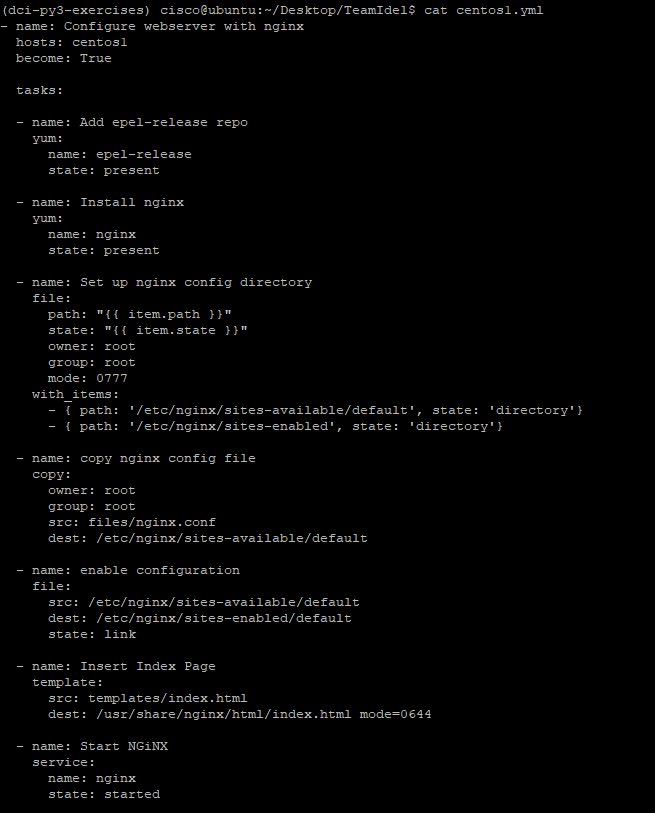 (dci-py3-exercises) cisco@ubuntu:~/Desktop/TeamIdel$ cat centos1.yml
- name: Configure webserver with nginx
  hosts: centos1
  become: True

  tasks:

  - name: Add epel-release repo
    yum:
      name: epel-release
      state: present

  - name: Install nginx
    yum:
      name: nginx
      state: present

  - name: Set up nginx config directory
    file:
      path: "{{ item.path }}"
      state: "{{ item.state }}"
      owner: root
      group: root
      mode: 0777
    with_items:
      - { path: '/etc/nginx/sites-available/default', state: 'directory'}
      - { path: '/etc/nginx/sites-enabled', state: 'directory'}

  - name: copy nginx config file
    copy:
      owner: root
      group: root
      src: files/nginx.conf
      dest: /etc/nginx/sites-available/default

  - name: enable configuration
    file:
      src: /etc/nginx/sites-available/default
      dest: /etc/nginx/sites-enabled/default
      state: link

  - name: Insert Index Page
    template:
      src: templates/index.html
      dest: /usr/share/nginx/html/index.html mode=0644

  - name: Start NGiNX
    service:
      name: nginx
      state: started